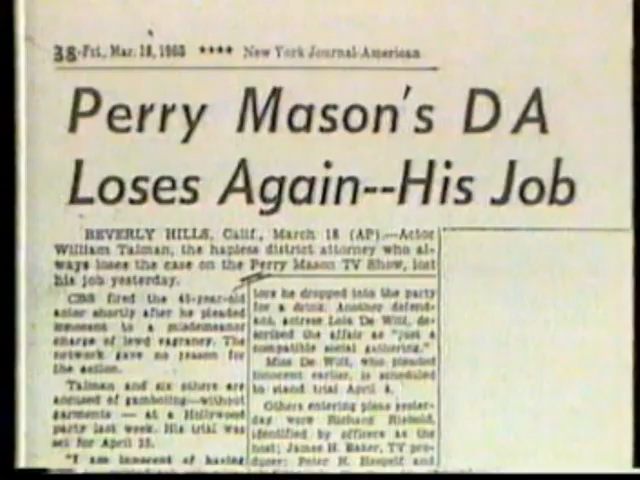 38-Fri., Mar. 18, 1960 **** New York Journal-American
Perry Mason's DA
Loses Again--His Job
BEVERLY HILLS, Calif., March 18 (AP).—Actor
William Talman, the hapless district attorney who al-
ways loses the case on the Perry Mason TV Show, lost
his job yesterday.
CBS fired the 45-year-old
actor shortly after he pleaded
innocent to a misdemeanor
charge of lewd vagrancy. The
network gave no reason for
the action.
Talman and six others are
accused of gamboling—without
garments — at a Hollywood
party last week. His trial was
set for April 25.
"I am innocent of having
tors he dropped into the party
for a drink. Another defend-
ant, actress Lola De Witt, de-
scribed the affair as "just a
compatible social gathering."
Miss De Witt, who pleaded
innocent earlier, is scheduled
to stand trial April 4.
Others entering pleas yester-
day were Richard
identified by officers as the
host; James H. Baker, TV pro-
ducer; Peter H. and